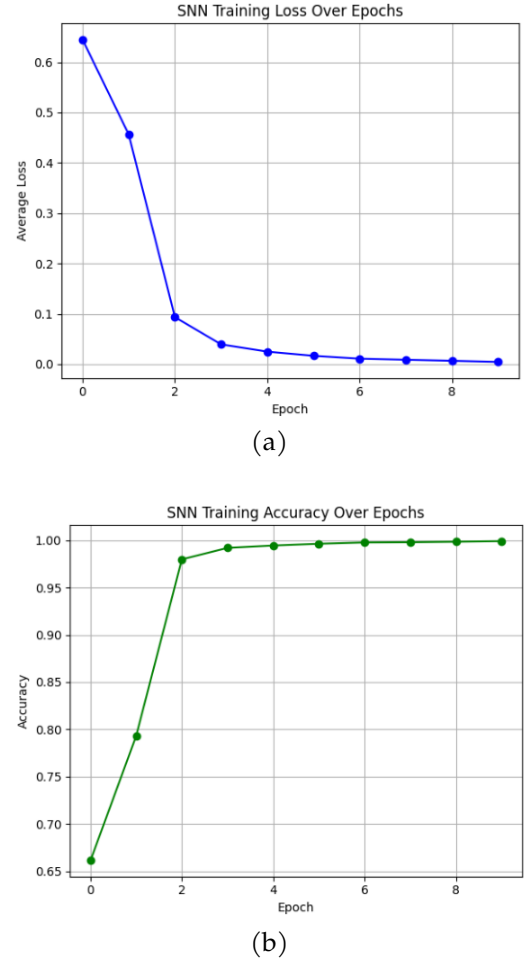 SNN Training Loss Over Epochs
0.6
0.5
0.4
0.3
0.2
0.1
0.0
Average Loss
0 2 4 6 8
Epoch
(a)
SNN Training Accuracy Over Epochs
1.00
0.95
0.90
0.85
0.80
0.75
0.70
0.65
Accuracy
0 2 4 6 8
Epoch
(b)